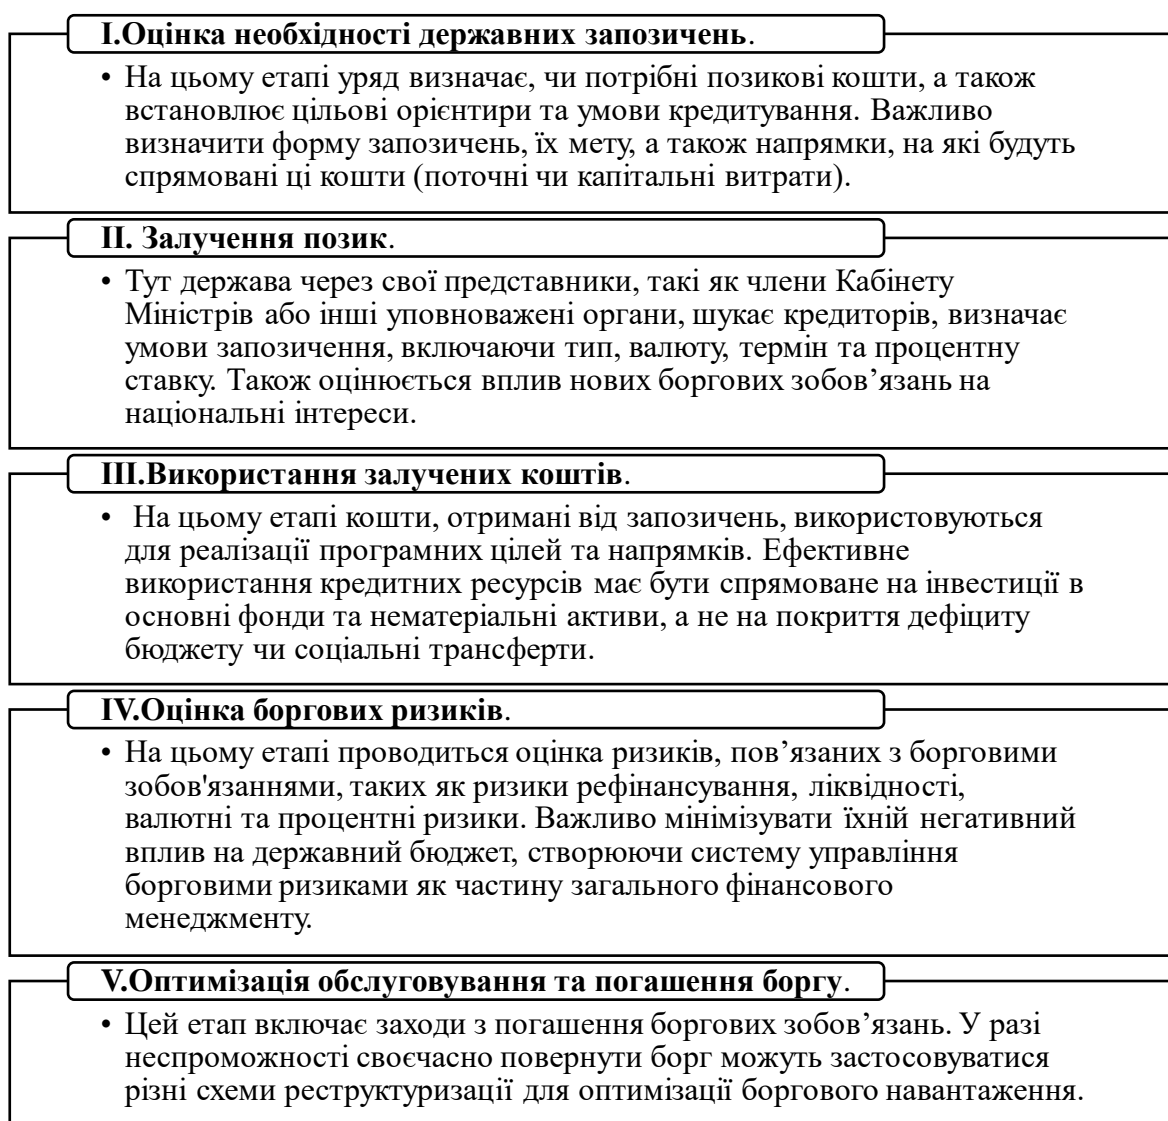 І.Оцінка необхідності державних запозичень.
• На цьому етапі уряд визначає, чи потрібні позикові кошти, а також
встановлює цільові орієнтири та умови кредитування. Важливо
визначити форму запозичень, їх мету, а також напрямки, на які будуть
спрямовані ці кошти (поточні чи капітальні витрати).
ІІ. Залучення позик.
• Тут держава через свої представники, такі як члени Кабінету
Міністрів або інші уповноважені органи, шукає кредиторів, визначає
умови запозичення, включаючи тип, валюту, термін та процентну
ставку. Також оцінюється вплив нових боргових зобов’язань на
національні інтереси.
ІІІ.Використання залучених коштів.
• На цьому етапі кошти, отримані від запозичень, використовуються
для реалізації програмних цілей та напрямків. Ефективне
використання кредитних ресурсів має бути спрямоване на інвестиції в
основні фонди та нематеріальні активи, а не на покриття дефіциту
бюджету чи соціальні трансферти.
IV.Оцінка боргових ризиків.
• На цьому етапі проводиться оцінка ризиків, пов’язаних з борговими
зобов'язаннями, таких як ризики рефінансування, ліквідності,
валютні та процентні ризики. Важливо мінімізувати їхній негативний
вплив на державний бюджет, створюючи систему управління
борговими ризиками як частину загального фінансового
менеджменту.
V.Оптимізація обслуговування та погашення боргу.
• Цей етап включає заходи з погашення боргових зобов’язань. У разі
неспроможності своєчасно повернути борг можуть застосовуватися
різні схеми реструктуризації для оптимізації боргового навантаження.